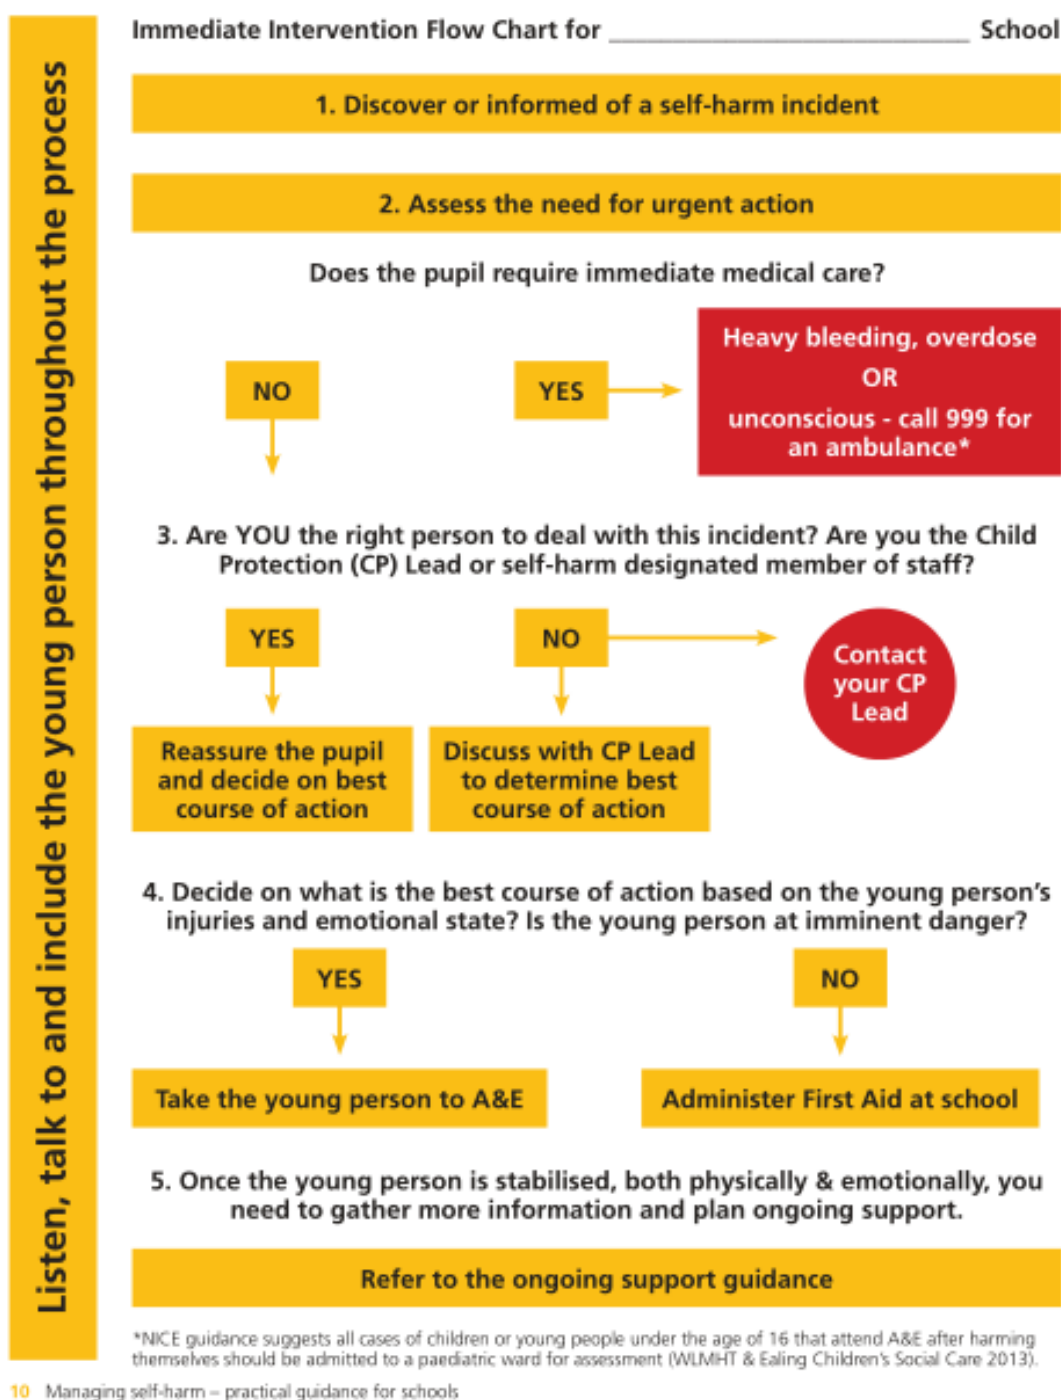 Listen, talk to and include the young person throughout the process
Immediate Intervention Flow Chart for ____________________________ School
1. Discover or informed of a self-harm incident
2. Assess the need for urgent action
Does the pupil require immediate medical care?
NO
YES
Heavy bleeding, overdose
OR
unconscious - call 999 for
an ambulance*
3. Are YOU the right person to deal with this incident? Are you the Child
Protection (CP) Lead or self-harm designated member of staff?
YES
NO
Contact
your CP
Lead
Reassure the pupil
and decide on best
course of action
Discuss with CP Lead
to determine best
course of action
4. Decide on what is the best course of action based on the young person's
injuries and emotional state? Is the young person at imminent danger?
YES
NO
Take the young person to A&E
Administer First Aid at school
5. Once the young person is stabilised, both physically & emotionally, you
need to gather more information and plan ongoing support.
Refer to the ongoing support guidance
*NICE guidance suggests all cases of children or young people under the age of 16 that attend A&E after harming
themselves should be admitted to a paediatric ward for assessment (WLMHT & Ealing Children's Social Care 2013).
10 Managing self-harm – practical guidance for schools